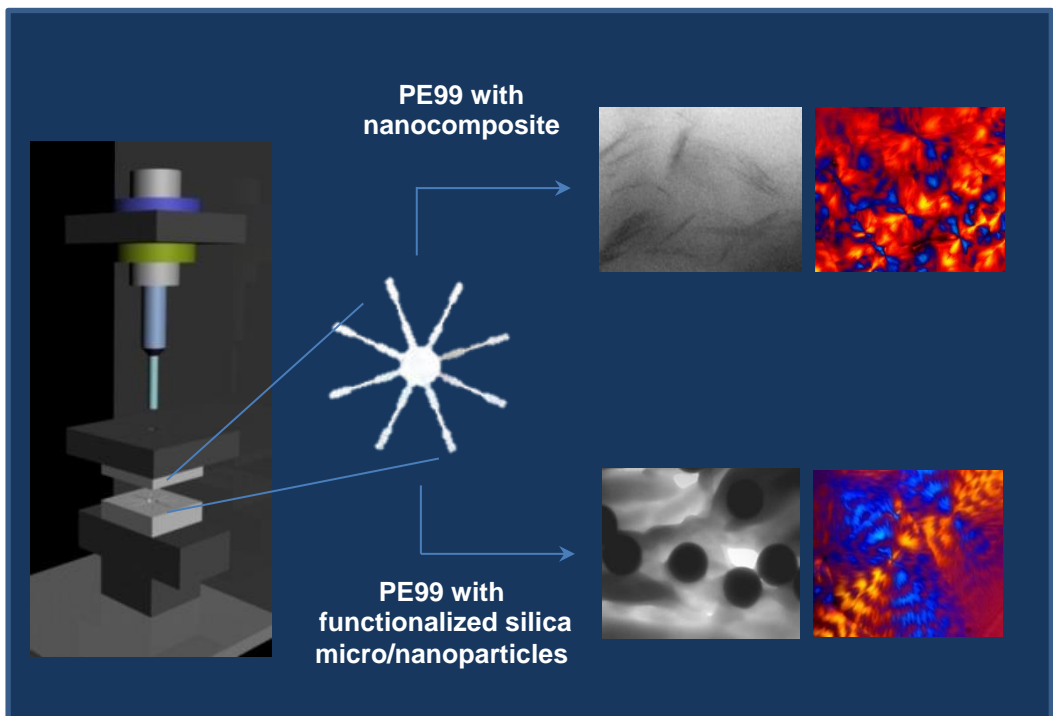 PE99 with
nanocomposite
PE99 with
functionalized silica
micro/nanoparticles